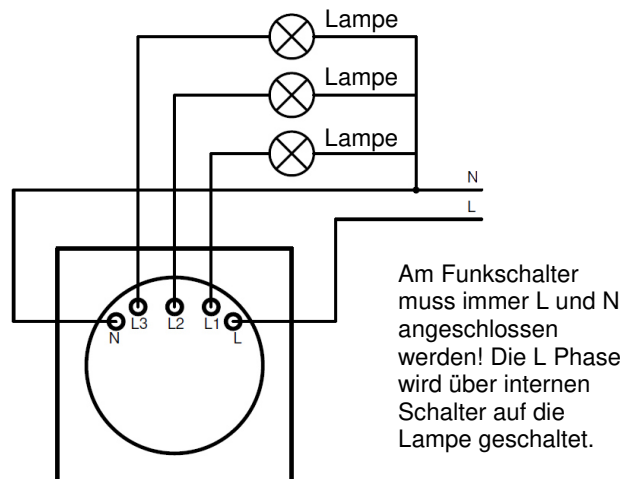 Lampe
Lampe
Lampe
N
L
N
L3
L2
L1
L
Am Funkschalter
muss immer L und N
angeschlossen
werden! Die L Phase
wird über internen
Schalter auf die
Lampe geschaltet.